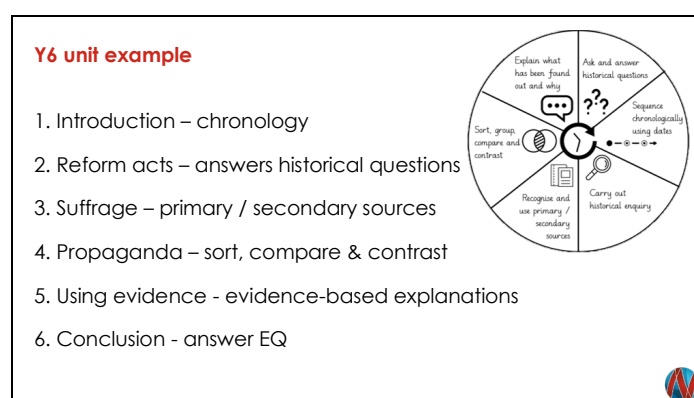 Y6 unit example
1. Introduction – chronology
2. Reform acts – answers historical questions
3. Suffrage – primary / secondary sources
4. Propaganda – sort, compare & contrast
5. Using evidence - evidence-based explanations
6. Conclusion - answer EQ
Explain what
has been found
out and why
Ask and answer
historical questions
???
Sequence
chronologically
using dates
Carry out
historical enquiry
Recognise and
use primary /
secondary
sources
Sort, group,
compare and
contrast